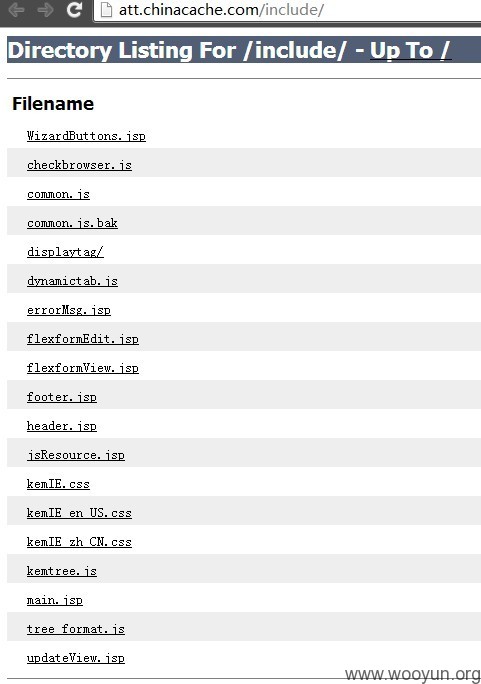 att.chinacache.com/include/
Directory Listing For /include/ - Up To /
Filename
WizardButtons.jsp
checkbrowser.js
common.js
common.js.bak
displaytag/
dynamictab.js
errorMsg.jsp
flexformEdit.jsp
flexformView.jsp
footer.jsp
header.jsp
jsResource.jsp
kemIE.css
kemIE_en_US.css
kemIE_zh_CN.css
kemtree.js
main.jsp
tree_format.js
updateView.jsp
www.wooyun.org